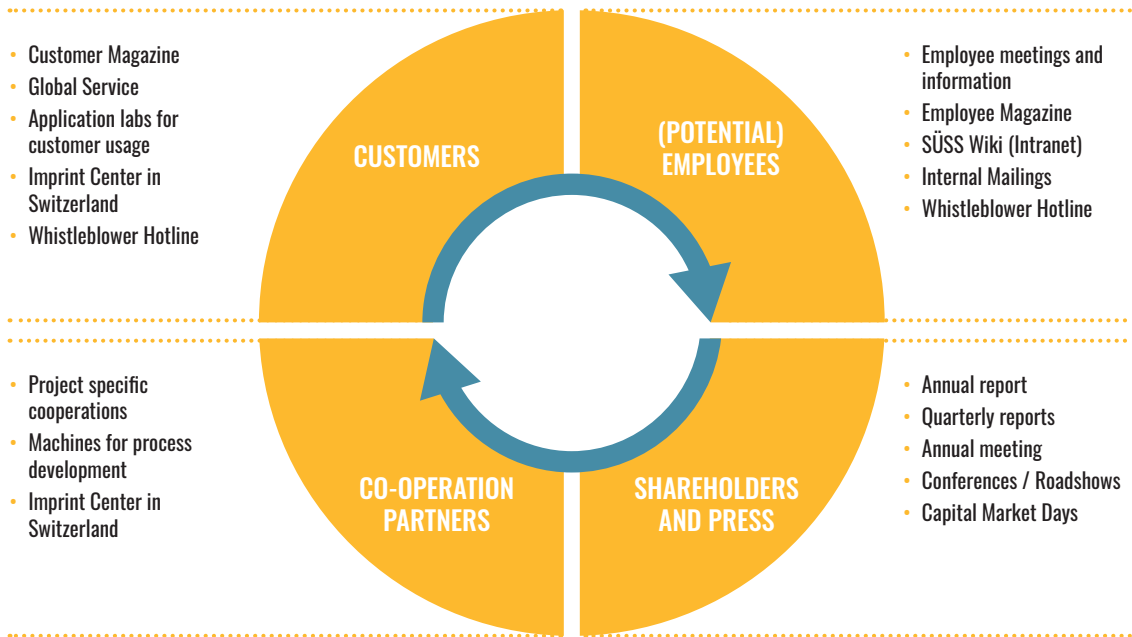 • Customer Magazine
• Global Service
• Application labs for
customer usage
• Imprint Center in
Switzerland
• Whistleblower Hotline
CUSTOMERS
(POTENTIAL)
EMPLOYEES
• Employee meetings and
information
• Employee Magazine
• SÜSS Wiki (Intranet)
• Internal Mailings
• Whistleblower Hotline
• Project specific
cooperations
• Machines for process
development
• Imprint Center in
Switzerland
CO-OPERATION
PARTNERS
SHAREHOLDERS
AND PRESS
• Annual report
• Quarterly reports
• Annual meeting
• Conferences / Roadshows
• Capital Market Days